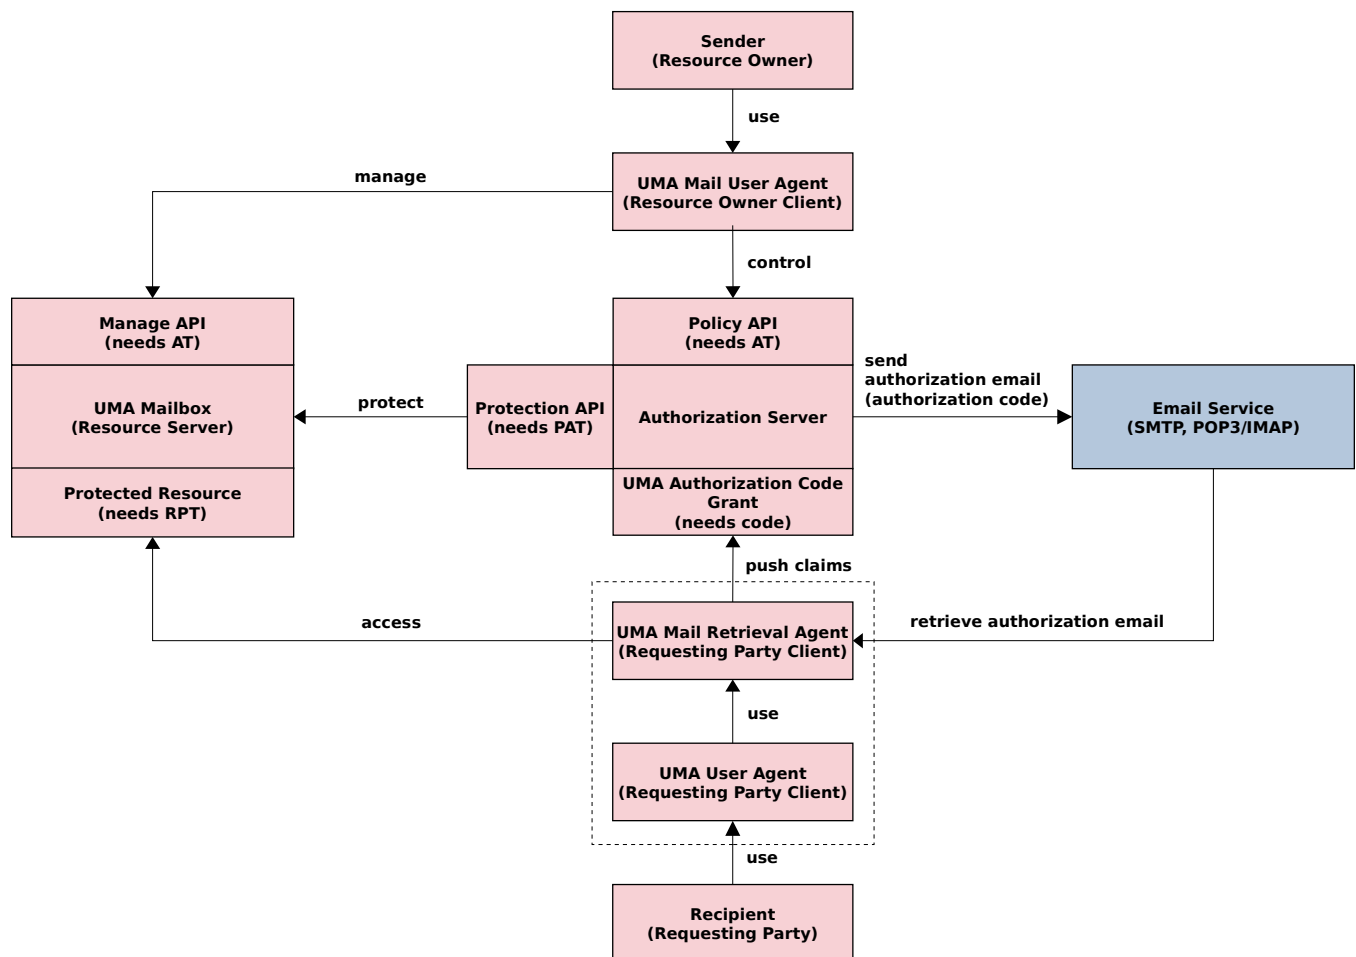 Sender
(Resource Owner)
use
UMA Mail User Agent
(Resource Owner Client)
manage
control
Manage API
(needs AT)
Policy API
(needs AT)
send
authorization email
(authorization code)
UMA Mailbox
(Resource Server)
protect
Protection API
(needs PAT)
Authorization Server
Email Service
(SMTP, POP3/IMAP)
Protected Resource
(needs RPT)
UMA Authorization Code
Grant
(needs code)
push claims
access
UMA Mail Retrieval Agent
(Requesting Party Client)
retrieve authorization email
use
UMA User Agent
(Requesting Party Client)
use
Recipient
(Requesting Party)